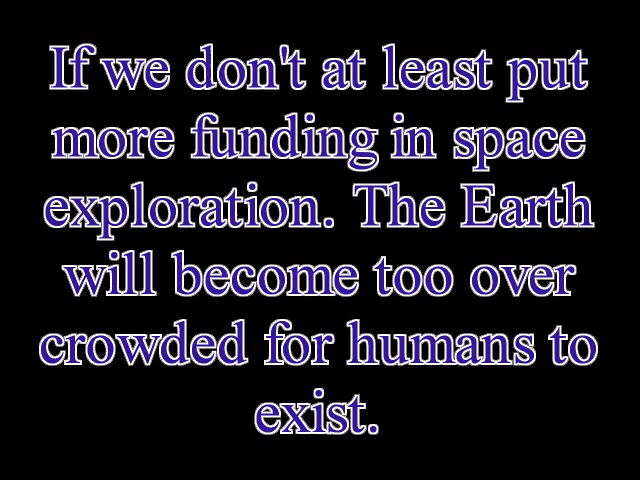 If we don't at least put
more funding in space
exploration. The Earth
will become too over
crowded for humans to
exist.